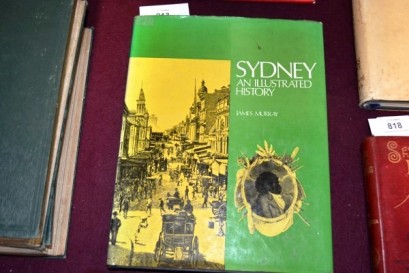 SYDNEY
AN ILLUSTRATED
HISTORY
JAMES MURRAY
818